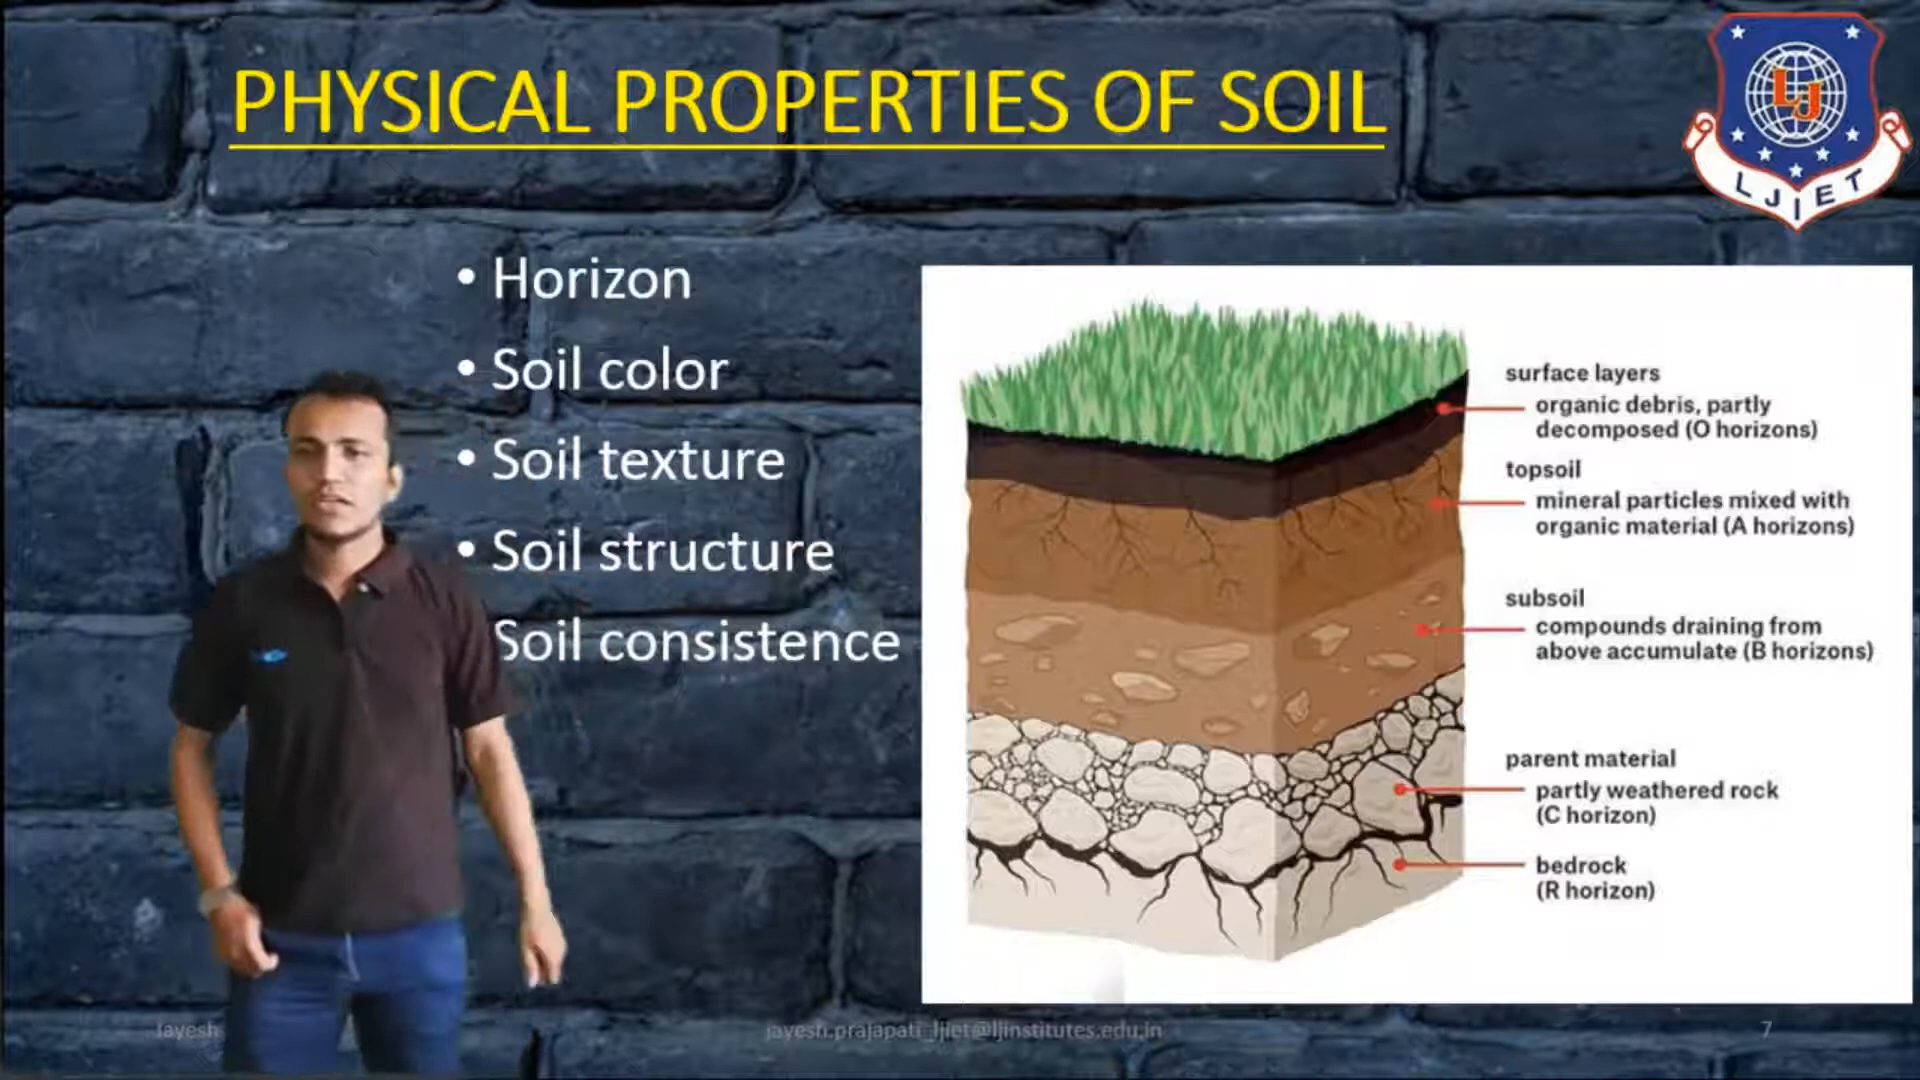 PHYSICAL PROPERTIES OF SOIL
LJ
LJIET
• Horizon
• Soil color
• Soil texture
• Soil structure
Soil consistence
surface layers
organic debris, partly
decomposed (O horizons)
topsoil
mineral particles mixed with
organic material (A horizons)
subsoil
compounds draining from
above accumulate (B horizons)
parent material
partly weathered rock
(C horizon)
bedrock
(R horizon)
Jayesh
jayesh.prajapati_ljiet@ljinstitutes.edu.in
7